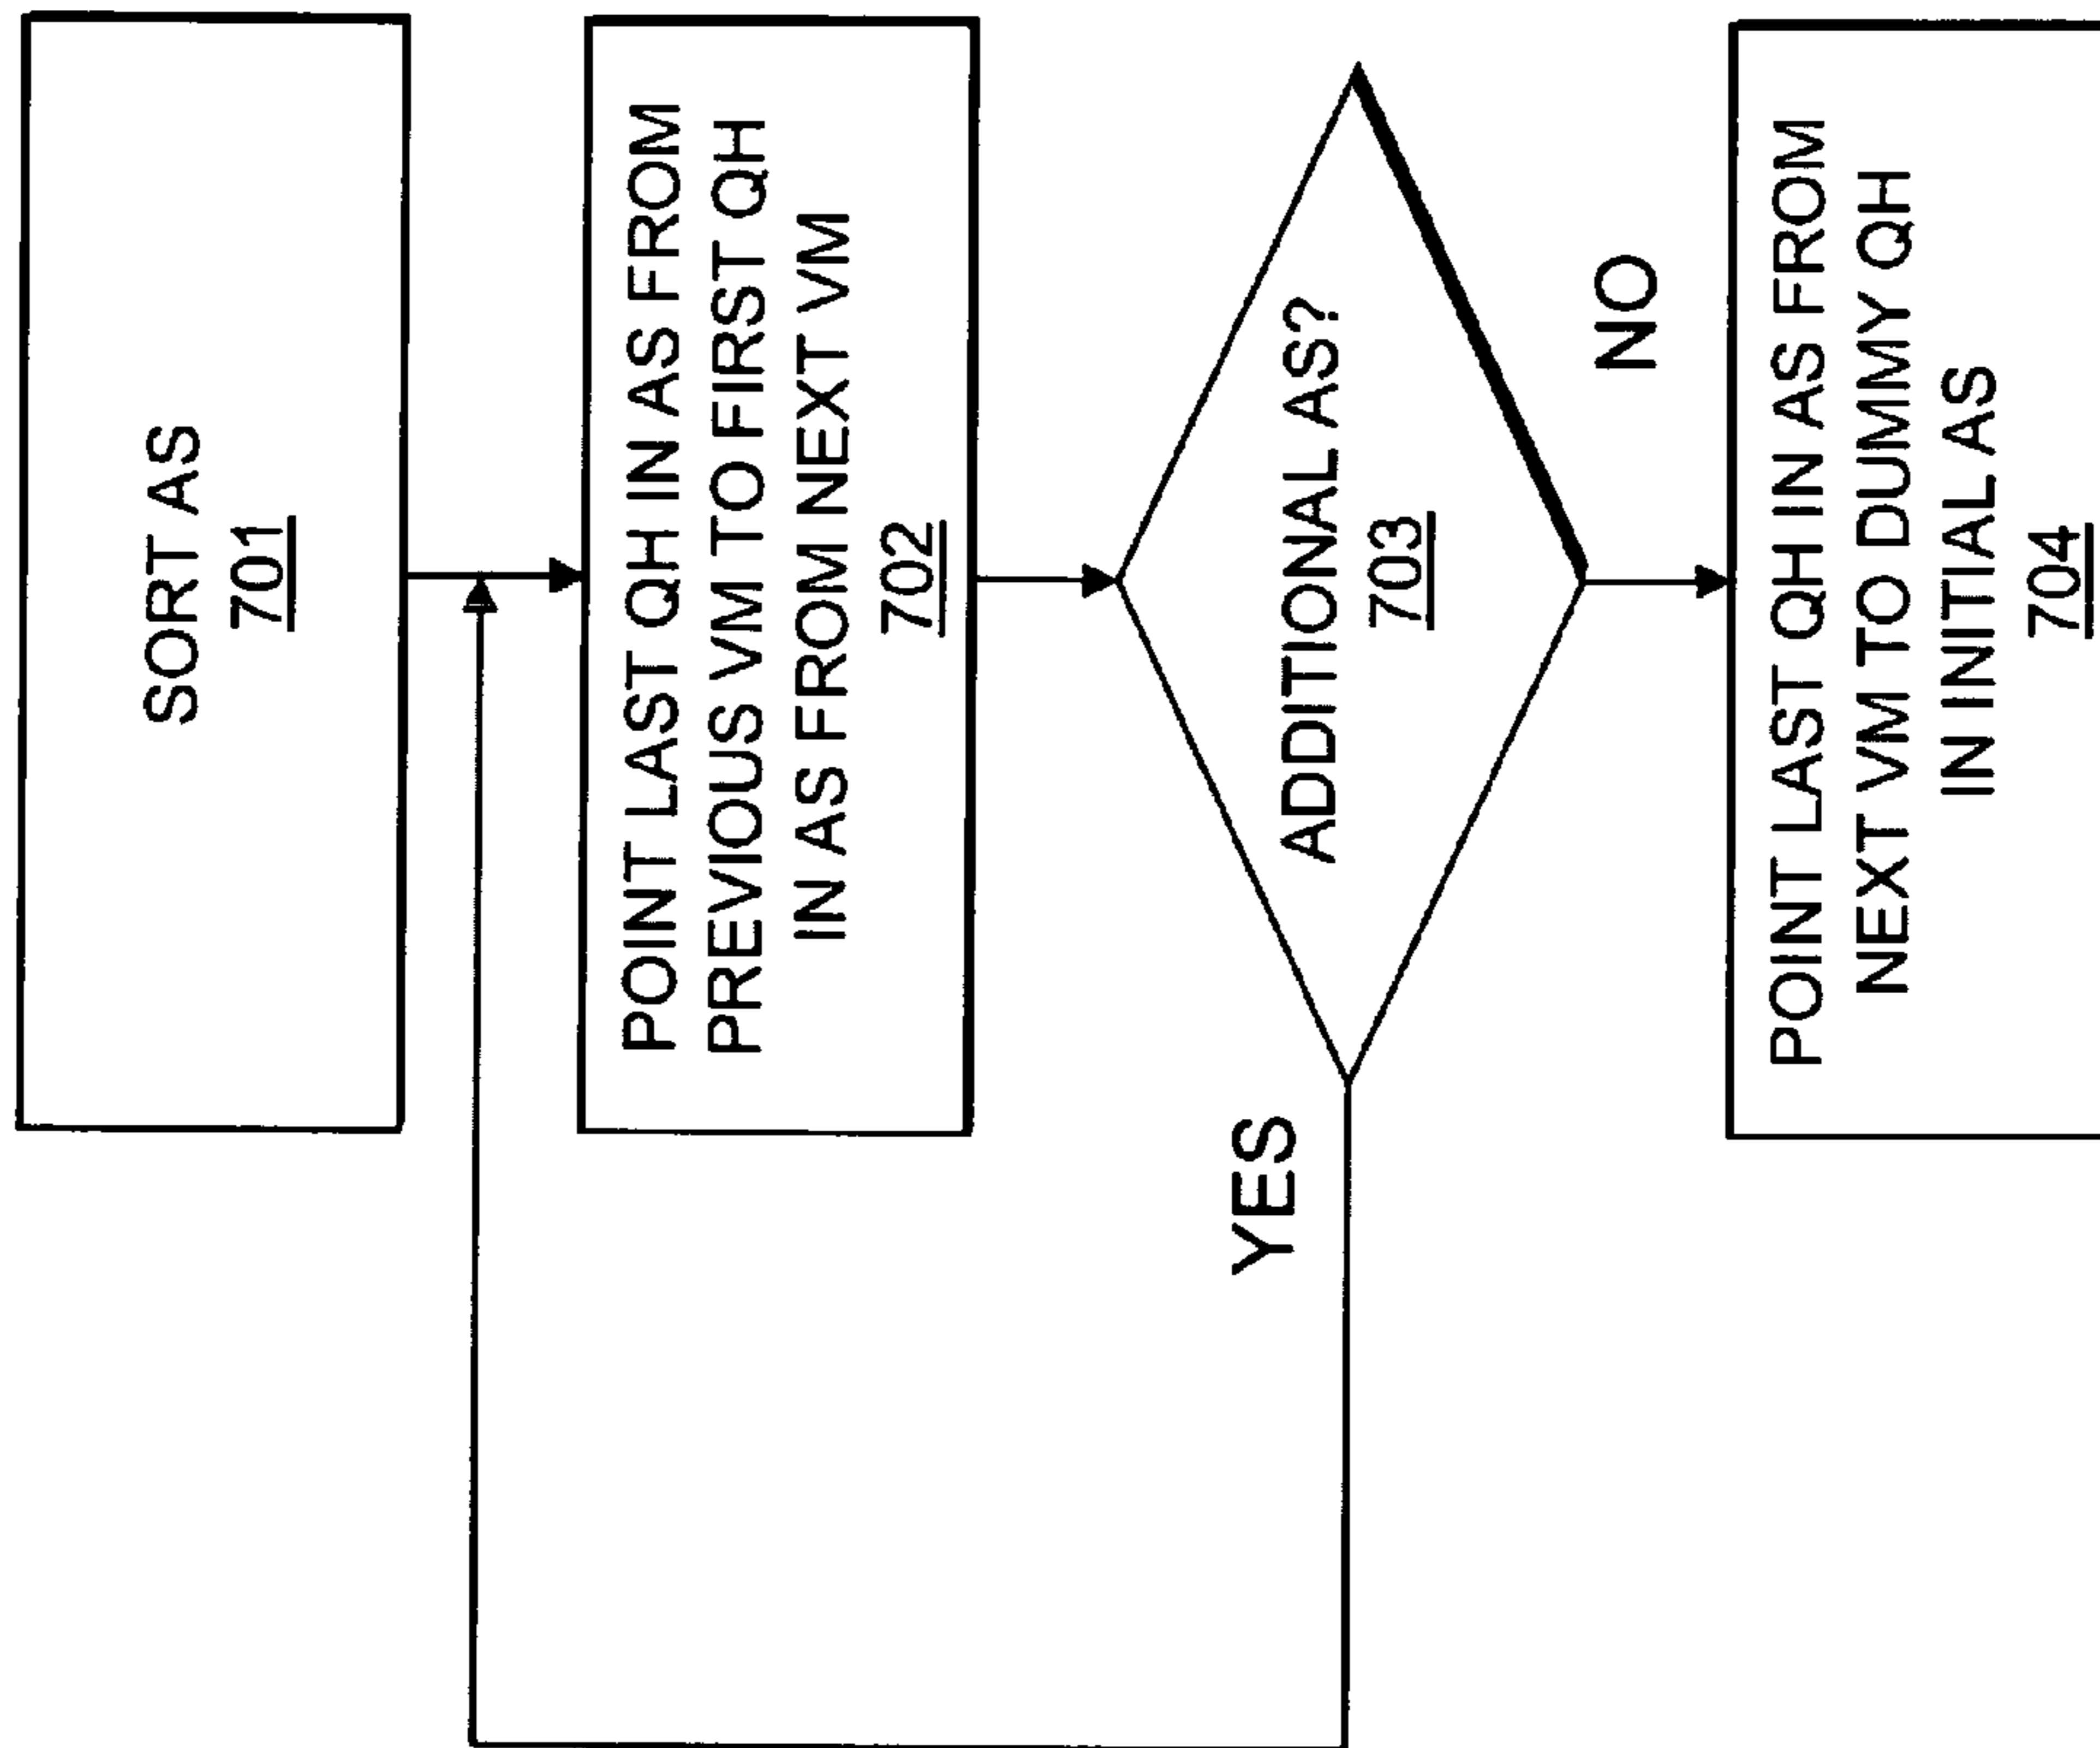 SORT AS
701
POINT LAST QH IN AS FROM
PREVIOUS VM TO FIRST QH
IN AS FROM NEXT VM
702
ADDITIONAL AS?
703
YES
NO
POINT LAST QH IN AS FROM
NEXT VM TO DUMMY QH
IN INITIAL AS
704